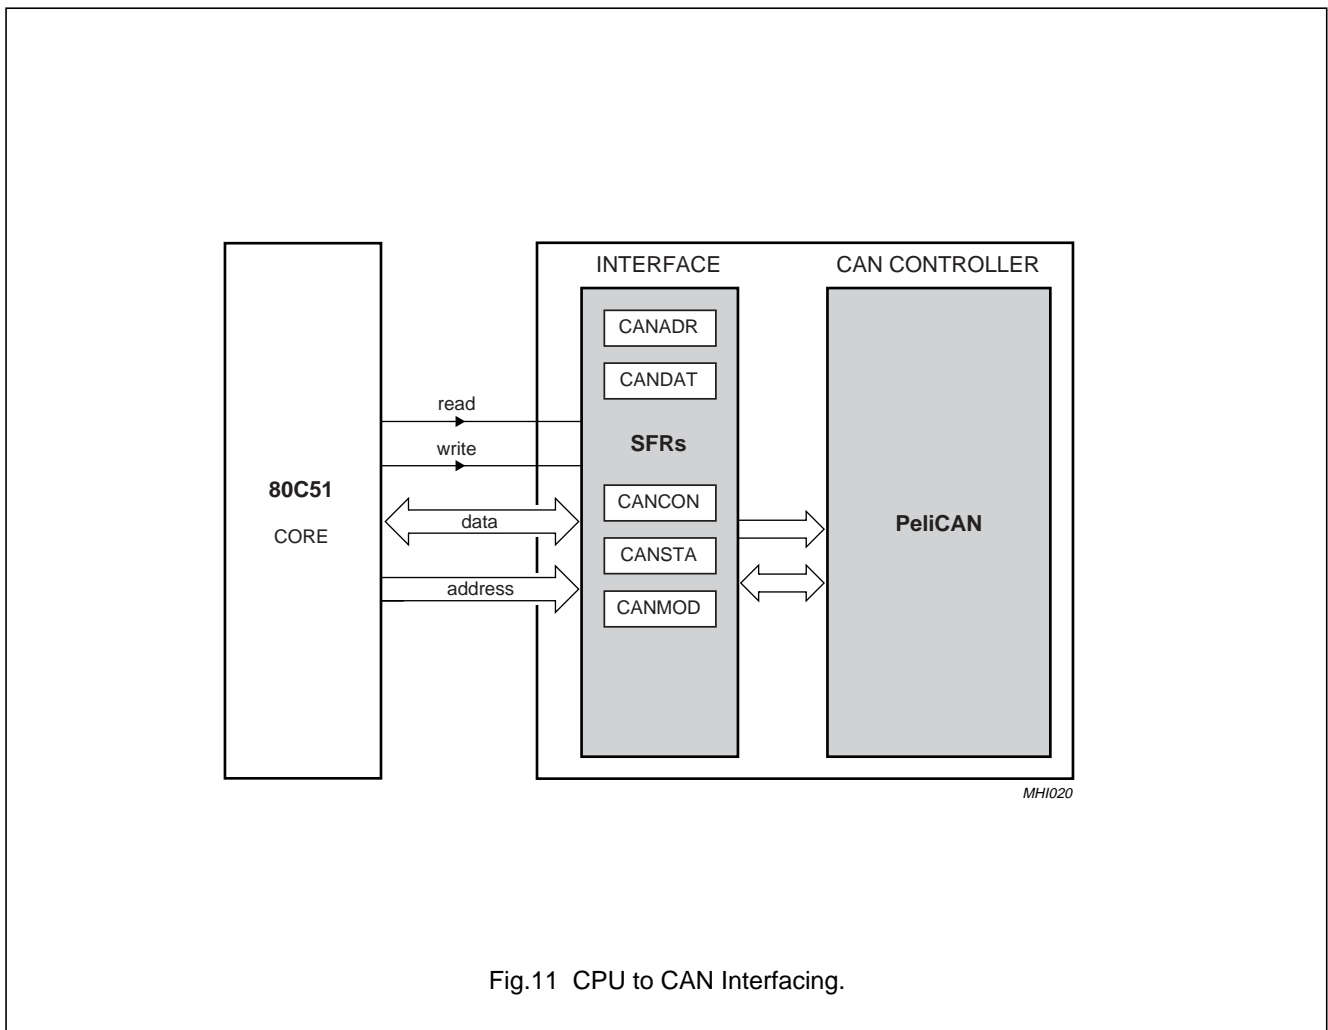 INTERFACE
CAN CONTROLLER
CANADR
CANDAT
read
SFRs
write
80C51
CORE
data
CANCON
PeliCAN
CANSTA
address
CANMOD
MHI020
Fig.11 CPU to CAN Interfacing.